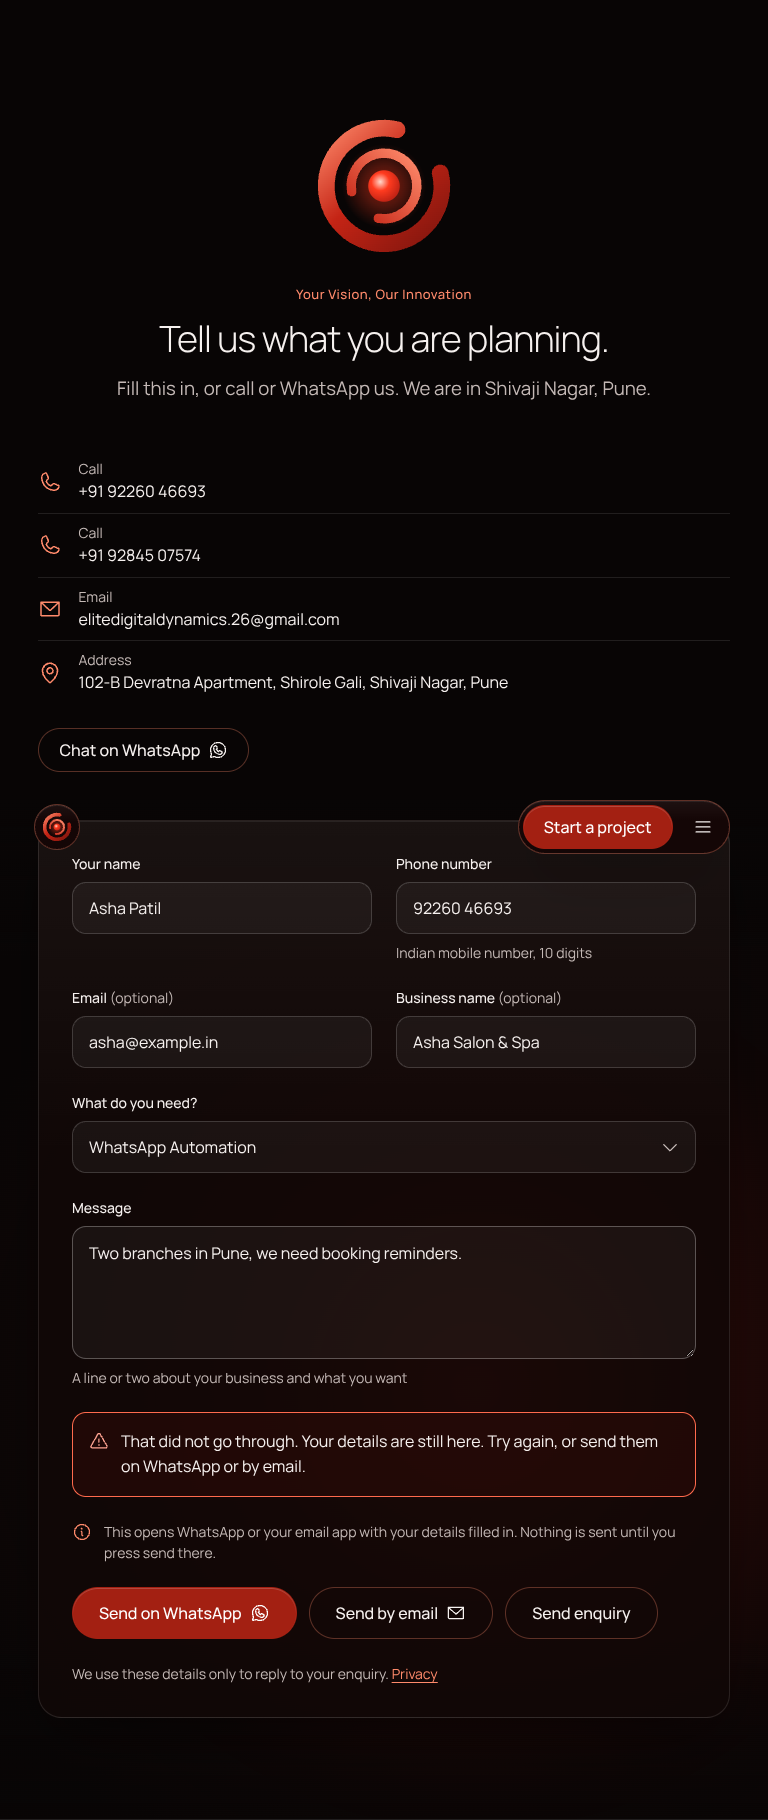 Your Vision, Our Innovation
Tell us what you are planning.
Fill this in, or call or WhatsApp us. We are in Shivaji Nagar, Pune.
Call
+91 92260 46693
Call
+91 92845 07574
Email
elitedigitaldynamics.26@gmail.com
Address
102-B Devratna Apartment, Shirole Gali, Shivaji Nagar, Pune
Chat on WhatsApp
Start a project
Your name
Phone number
Asha Patil
92260 46693
Indian mobile number, 10 digits
Email (optional)
Business name (optional)
asha@example.in
Asha Salon & Spa
What do you need?
WhatsApp Automation
Message
Two branches in Pune, we need booking reminders.
A line or two about your business and what you want
That did not go through. Your details are still here. Try again, or send them
on WhatsApp or by email.
This opens WhatsApp or your email app with your details filled in. Nothing is sent until you
press send there.
Send on WhatsApp
Send by email
Send enquiry
We use these details only to reply to your enquiry. Privacy